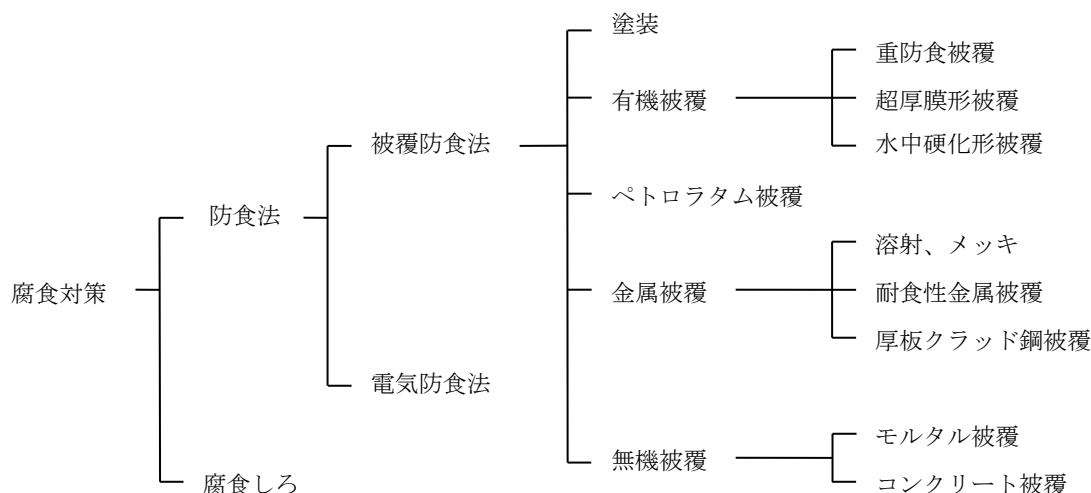 塗装
重防食被覆
有機被覆
超厚膜形被覆
被覆防食法
水中硬化形被覆
ペトロラタム被覆
防食法
溶射、メッキ
腐食対策
金属被覆
耐食性金属被覆
厚板クラッド鋼被覆
電気防食法
モルタル被覆
無機被覆
腐食しろ
コンクリート被覆